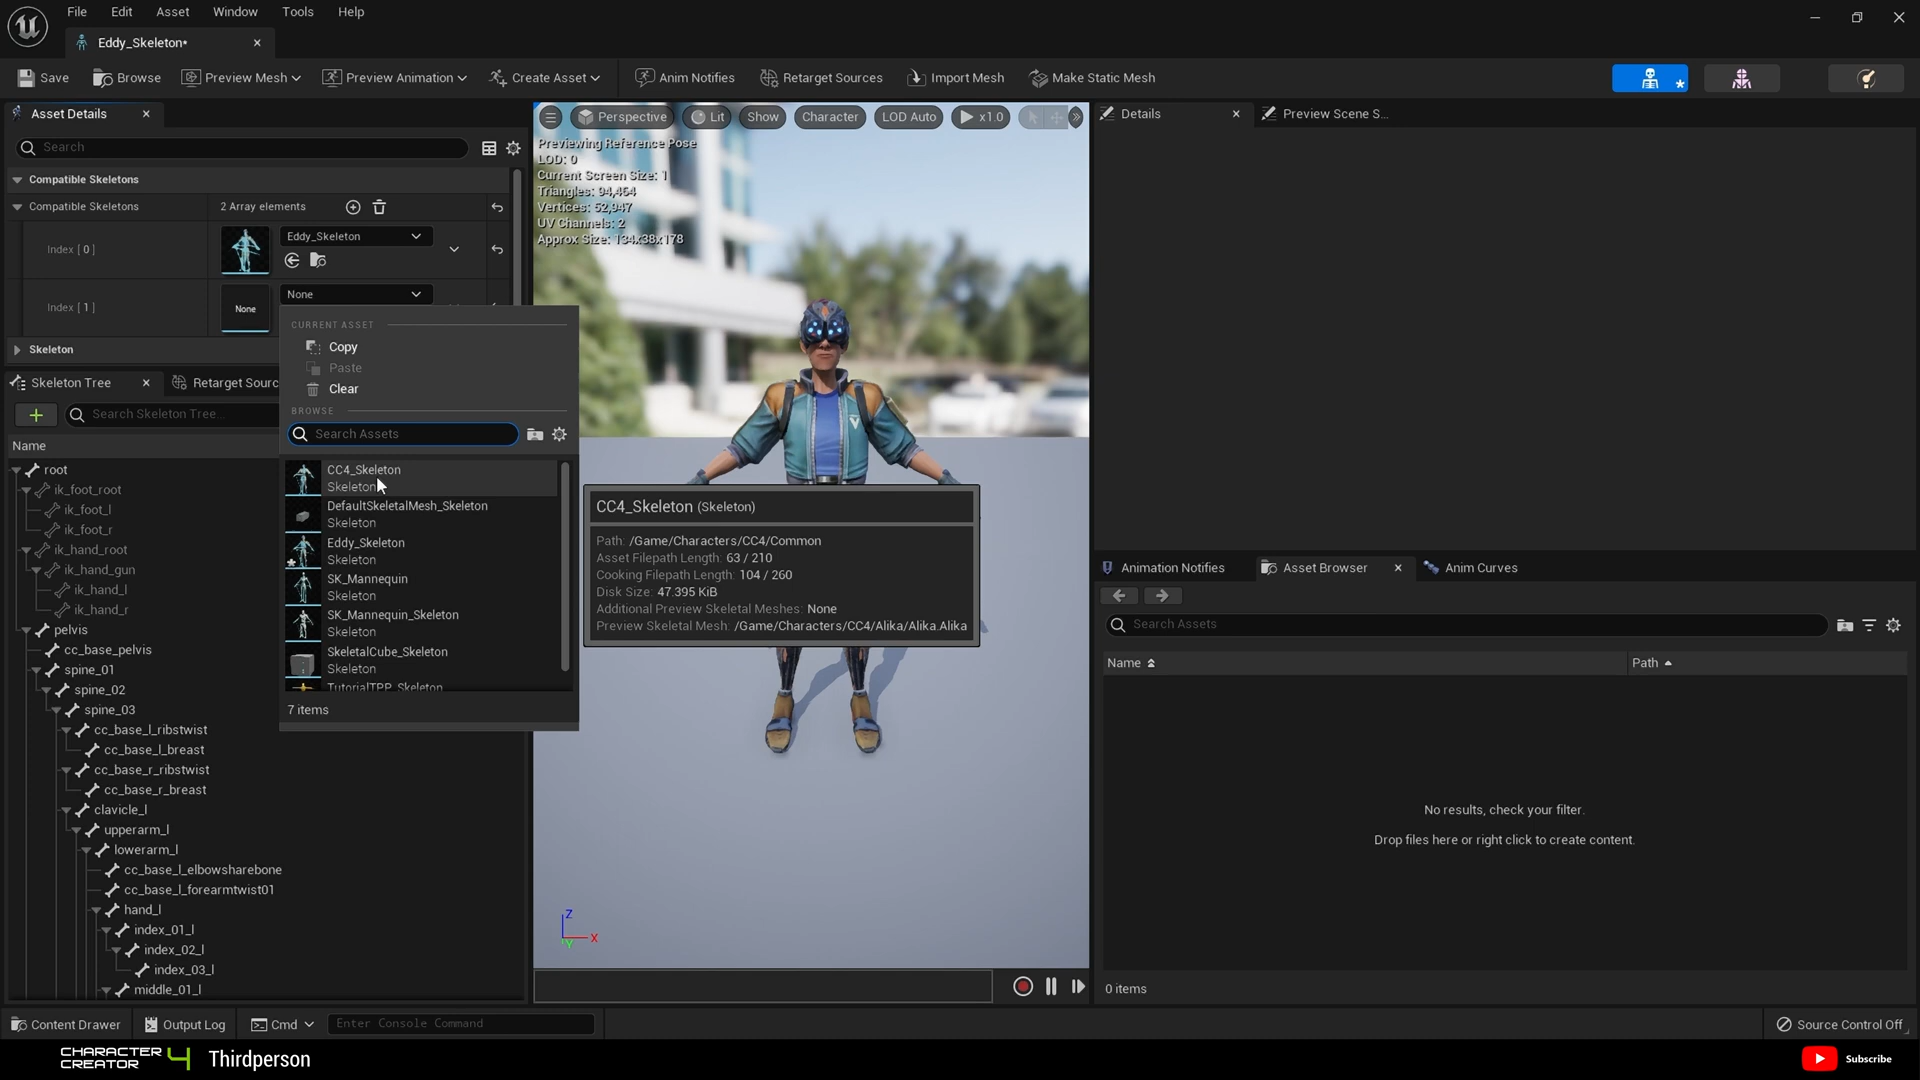 File Edit Asset Window Tools Help
Eddy_Skeleton*
Save Browse Preview Mesh Preview Animation Create Asset Anim Notifies Retarget Sources Import Mesh Make Static Mesh
Asset Details
Search
Compatible Skeletons
Compatible Skeletons 2 Array elements
Index [ 0 ] Eddy_Skeleton
Index [ 1 ] None None
Skeleton
Skeleton Tree Retarget Sourc
Search Skeleton Tree...
Name
root
ik_foot_root
ik_foot_l
ik_foot_r
ik_hand_root
ik_hand_gun
ik_hand_l
ik_hand_r
pelvis
cc_base_pelvis
spine_01
spine_02
spine_03
cc_base_l_ribstwist
cc_base_l_breast
cc_base_r_ribstwist
cc_base_r_breast
clavicle_l
upperarm_l
lowerarm_l
cc_base_l_elbowsharebone
cc_base_l_forearmtwist01
hand_l
index_01_l
index_02_l
index_03_l
middle_01_l
CURRENT ASSET
Copy
Paste
Clear
BROWSE
Search Assets
CC4_Skeleton
Skeleton
DefaultSkeletalMesh_Skeleton
Skeleton
Eddy_Skeleton
Skeleton
SK_Mannequin
Skeleton
SK_Mannequin_Skeleton
Skeleton
SkeletalCube_Skeleton
Skeleton
TutorialTPP_Skeleton
7 items
Perspective Lit Show Character LOD Auto x1.0
Previewing Reference Pose
LOD: 0
Current Screen Size: 1
Triangles: 94,464
Vertices: 52,947
UV Channels: 2
Approx Size: 134x38x178
CC4_Skeleton (Skeleton)
Path: /Game/Characters/CC4/Common
Asset Filepath Length: 63 / 210
Cooking Filepath Length: 104 / 260
Disk Size: 47.395 KiB
Additional Preview Skeletal Meshes: None
Preview Skeletal Mesh: /Game/Characters/CC4/Alika/Alika.Alika
Z
X
Y
Details Preview Scene S...
Animation Notifies Asset Browser Anim Curves
Search Assets
Name Path
No results, check your filter.
Drop files here or right click to create content.
0 items
Content Drawer Output Log Cmd Enter Console Command Source Control Off
CHARACTER
CREATOR 4 Thirdperson Subscribe